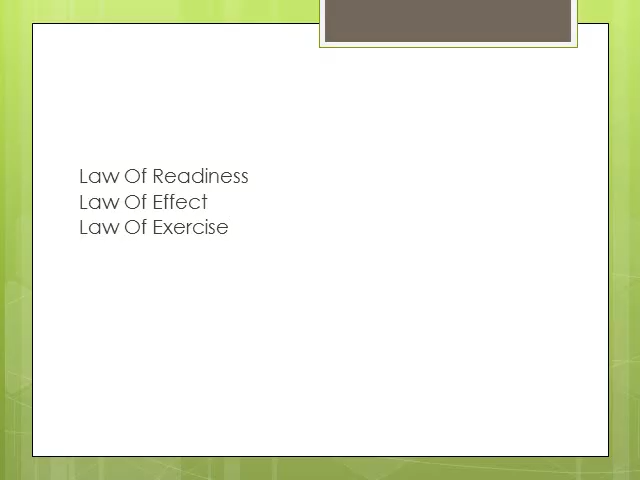 Law Of Readiness
Law Of Effect
Law Of Exercise